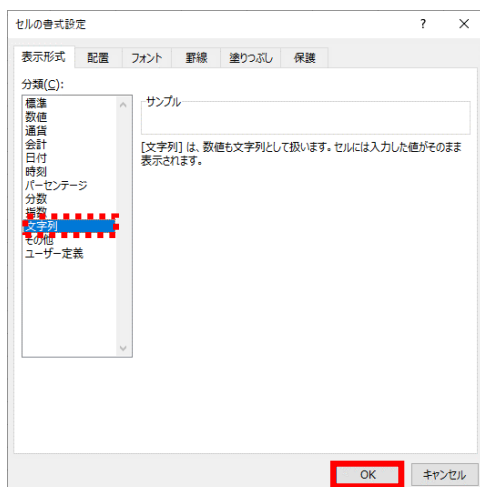 セルの書式設定
?
×
表示形式 配置 フォント 罫線 塗りつぶし 保護
分類(C):
標準
数値
通貨
会計
日付
時刻
パーセンテージ
分数
指数
文字列
その他
ユーザー定義
サンプル
[文字列] は、数値も文字列として扱います。セルには入力した値がそのまま
表示されます。
OK キャンセル